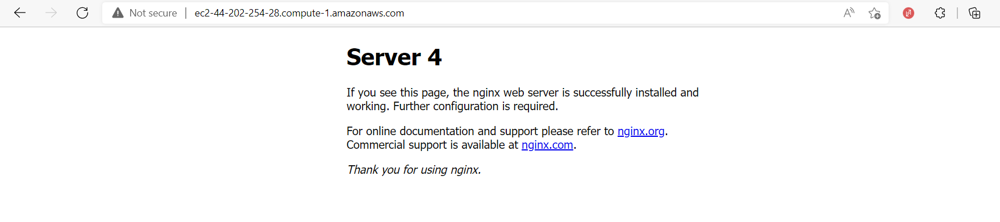 Not secure | ec2-44-202-254-28.compute-1.amazonaws.com
Server 4
If you see this page, the nginx web server is successfully installed and
working. Further configuration is required.
For online documentation and support please refer to nginx.org.
Commercial support is available at nginx.com.
Thank you for using nginx.